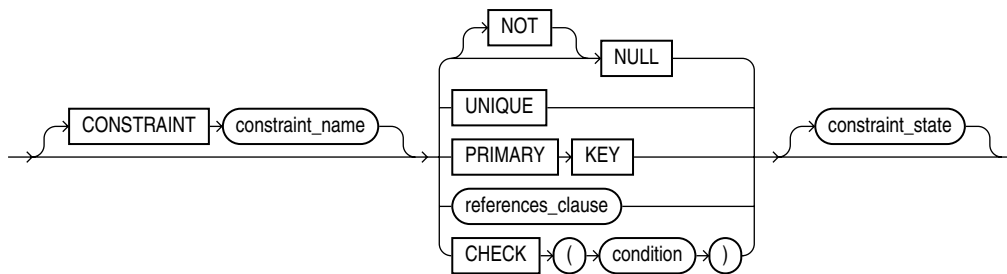 NOT
NULL
UNIQUE
CONSTRAINT constraint_name constraint_state
PRIMARY KEY
references_clause
CHECK ( condition )